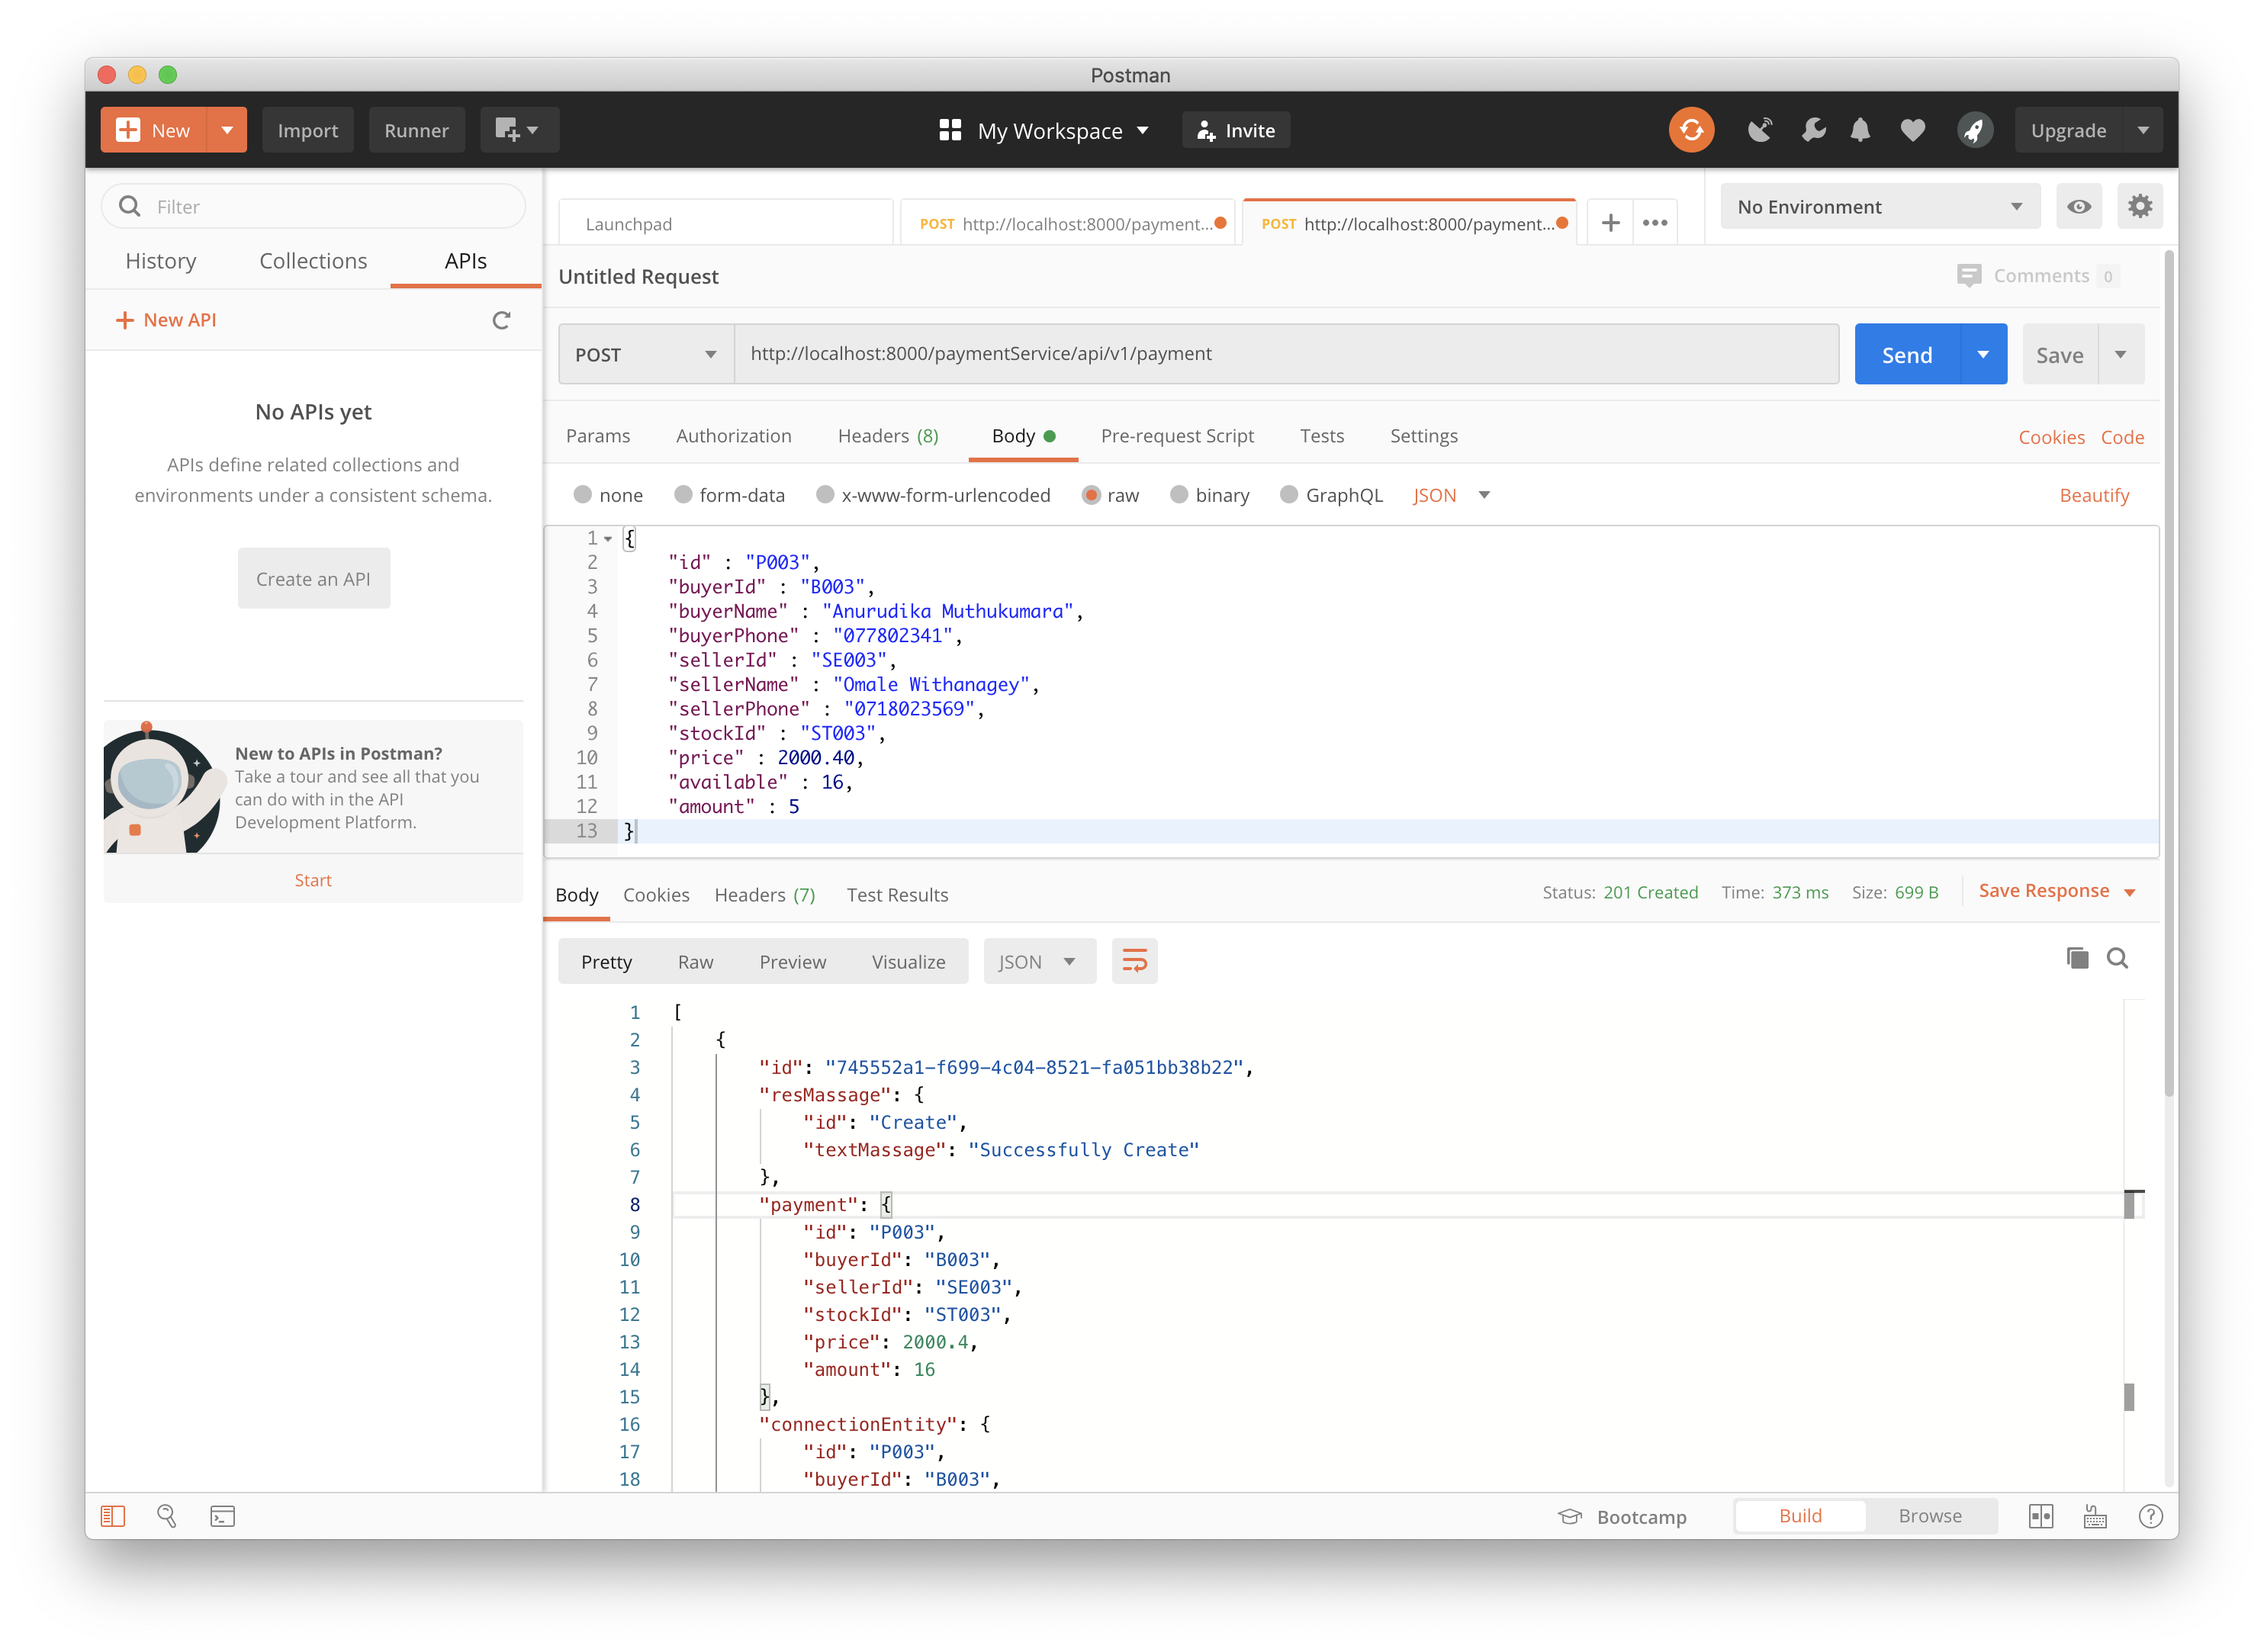 Postman
New
Import
Runner
My Workspace
Invite
Upgrade
Filter
History
Collections
APIs
New API
No APIs yet
APIs define related collections and
environments under a consistent schema.
Create an API
New to APIs in Postman?
Take a tour and see all that you
can do with in the API
Development Platform.
Start
Launchpad
POST http://localhost:8000/payment...
POST http://localhost:8000/payment...
No Environment
Untitled Request
Comments 0
POST
http://localhost:8000/paymentService/api/v1/payment
Send
Save
Params
Authorization
Headers (8)
Body
Pre-request Script
Tests
Settings
Cookies
Code
none
form-data
x-www-form-urlencoded
raw
binary
GraphQL
JSON
Beautify
1 {
2 "id" : "P003",
3 "buyerId" : "B003",
4 "buyerName" : "Anurudika Muthukumara",
5 "buyerPhone" : "077802341",
6 "sellerId" : "SE003",
7 "sellerName" : "Omale Withanagey",
8 "sellerPhone" : "0718023569",
9 "stockId" : "ST003",
10 "price" : 2000.40,
11 "available" : 16,
12 "amount" : 5
13 }
Body
Cookies
Headers (7)
Test Results
Status: 201 Created
Time: 373 ms
Size: 699 B
Save Response
Pretty
Raw
Preview
Visualize
JSON
1 [
2 {
3 "id": "745552a1-f699-4c04-8521-fa051bb38b22",
4 "resMassage": {
5 "id": "Create",
6 "textMassage": "Successfully Create"
7 },
8 "payment": {
9 "id": "P003",
10 "buyerId": "B003",
11 "sellerId": "SE003",
12 "stockId": "ST003",
13 "price": 2000.4,
14 "amount": 16
15 },
16 "connectionEntity": {
17 "id": "P003",
18 "buyerId": "B003",
Bootcamp
Build
Browse